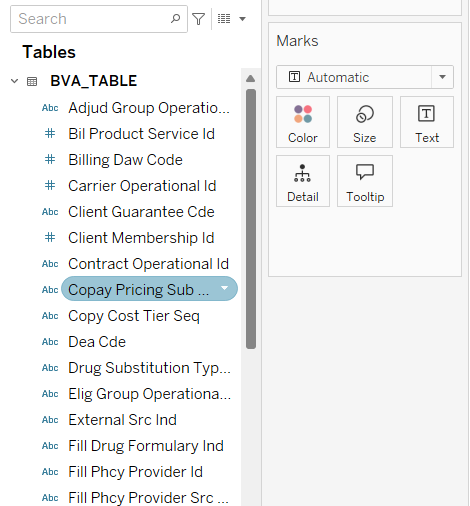 Search
Tables
BVA_TABLE
Abc Adjud Group Operatio...
# Bil Product Service Id
# Billing Daw Code
# Carrier Operational Id
Abc Client Guarantee Cde
# Client Membership Id
Abc Contract Operational Id
Abc Copay Pricing Sub ...
Abc Copy Cost Tier Seq
Abc Dea Cde
Abc Drug Substitution Typ...
Abc Elig Group Operationa...
Abc External Src Ind
Abc Fill Drug Formulary Ind
Abc Fill Phcy Provider Id
Abc Fill Phcy Provider Src ...
Marks
T Automatic
Color
Size
T
Text
Detail
Tooltip